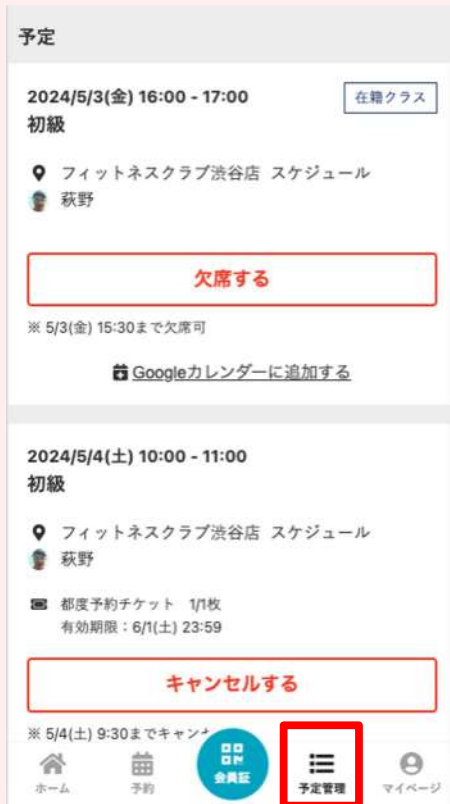 予定
2024/5/3(金) 16:00 - 17:00
在籍クラス
初級
フィットネスクラブ渋谷店 スケジュール
萩野
欠席する
※ 5/3(金) 15:30まで欠席可
Googleカレンダーに追加する
2024/5/4(土) 10:00 - 11:00
初級
フィットネスクラブ渋谷店 スケジュール
萩野
都度予約チケット 1/1枚
有効期限：6/1(土) 23:59
キャンセルする
※ 5/4(土) 9:30までキャン
ホーム 予約 会員証 予定管理 マイページ